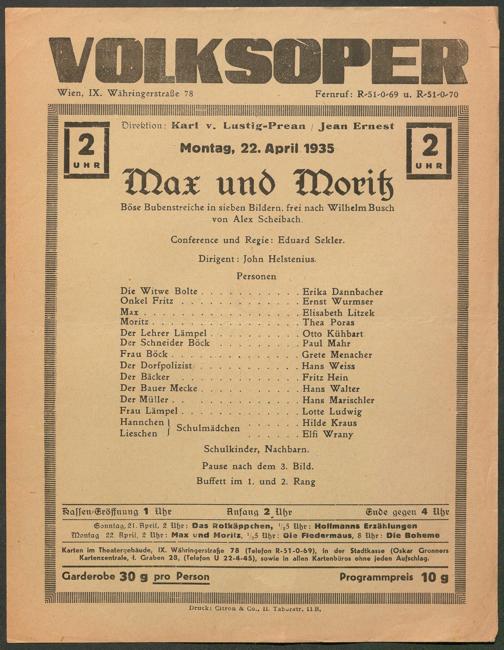 VOLKSOPER
Wien, IX. Währingerstraße 78 Fernruf: R-51-0-69 u. R-51-0-70
2 UHR
Direktion: Karl v. Lustig-Prean / Jean Ernest
2 UHR
Montag, 22. April 1935
Max und Moritz
Böse Bubenstreiche in sieben Bildern, frei nach Wilhelm Busch
von Alex Scheibach.
Conference und Regie: Eduard Sekler.
Dirigent: John Helstenius.
Personen
Die Witwe Bolte . . . . . . . . . . Erika Dannbacher
Onkel Fritz . . . . . . . . . . Ernst Wurmser
Max . . . . . . . . . . Elisabeth Litzek
Moritz . . . . . . . . . . Thea Poras
Der Lehrer Lämpel . . . . . . . . . . Otto Kühbart
Der Schneider Böck . . . . . . . . . . Paul Mahr
Frau Böck . . . . . . . . . . Grete Menacher
Der Dorfpolizist . . . . . . . . . . Hans Weiss
Der Bäcker . . . . . . . . . . Fritz Hein
Der Bauer Mecke . . . . . . . . . . Hans Walter
Der Müller . . . . . . . . . . Hans Marischler
Frau Lämpel . . . . . . . . . . Lotte Ludwig
Hannchen } Schulmädchen . . . . . Hilde Kraus
Lieschen } Elfi Wrany
Schulkinder, Nachbarn.
Pause nach dem 3. Bild.
Buffett im 1. und 2. Rang
Kassen-Eröffnung 1 Uhr Anfang 2 Uhr Ende gegen 4 Uhr
Sonntag, 21. April, 2 Uhr: Das Rotkäppchen, ½5 Uhr: Hoffmanns Erzählungen
Montag 22. April, 2 Uhr: Max und Moritz, ½5 Uhr: Die Fledermaus, 8 Uhr: Die Boheme
Karten im Theatergebäude, IX. Währingerstraße 78 (Telefon R-51-0-69), in der Stadtkasse (Oskar Gronners
Kartenzentrale, I. Graben 28, (Telefon U 22-4-45), sowie in allen Kartenbüros ohne jeden Aufschlag.
Garderobe 30 g pro Person Programmpreis 10 g
Druck: Citron & Co., II. Taborstr. 11 B.